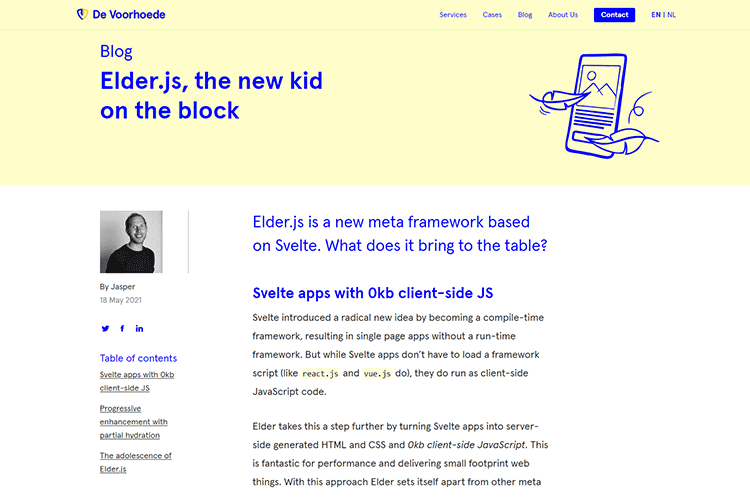 De Voorhoede
Services Cases Blog About Us Contact EN | NL
Blog
Elder.js, the new kid
on the block
By Jasper
18 May 2021
Table of contents
Svelte apps with 0kb
client-side JS
Progressive
enhancement with
partial hydration
The adolescence of
Elder.js
Elder.js is a new meta framework based
on Svelte. What does it bring to the table?
Svelte apps with 0kb client-side JS
Svelte introduced a radical new idea by becoming a compile-time
framework, resulting in single page apps without a run-time
framework. But while Svelte apps don't have to load a framework
script (like react.js and vue.js do), they do run as client-side
JavaScript code.
Elder takes this a step further by turning Svelte apps into server-
side generated HTML and CSS and 0kb client-side JavaScript. This
is fantastic for performance and delivering small footprint web
things. With this approach Elder sets itself apart from other meta